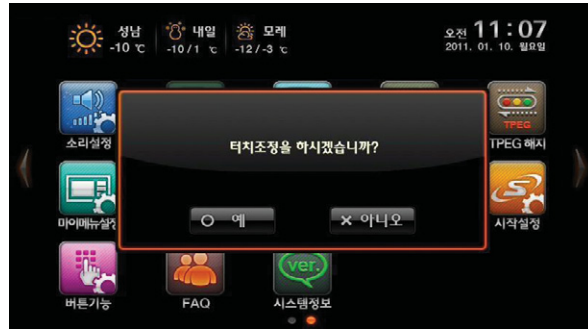 성남
-10 ℃
내일
-10/1 ℃
모레
-12/-3 ℃
오전 11:07
2011. 01. 10. 월요일
소리설정
TPEG
TPEG 해지
터치조정을 하시겠습니까?
마이메뉴설정
O 예
X 아니오
시작설정
버튼기능
FAQ
ver.
시스템정보